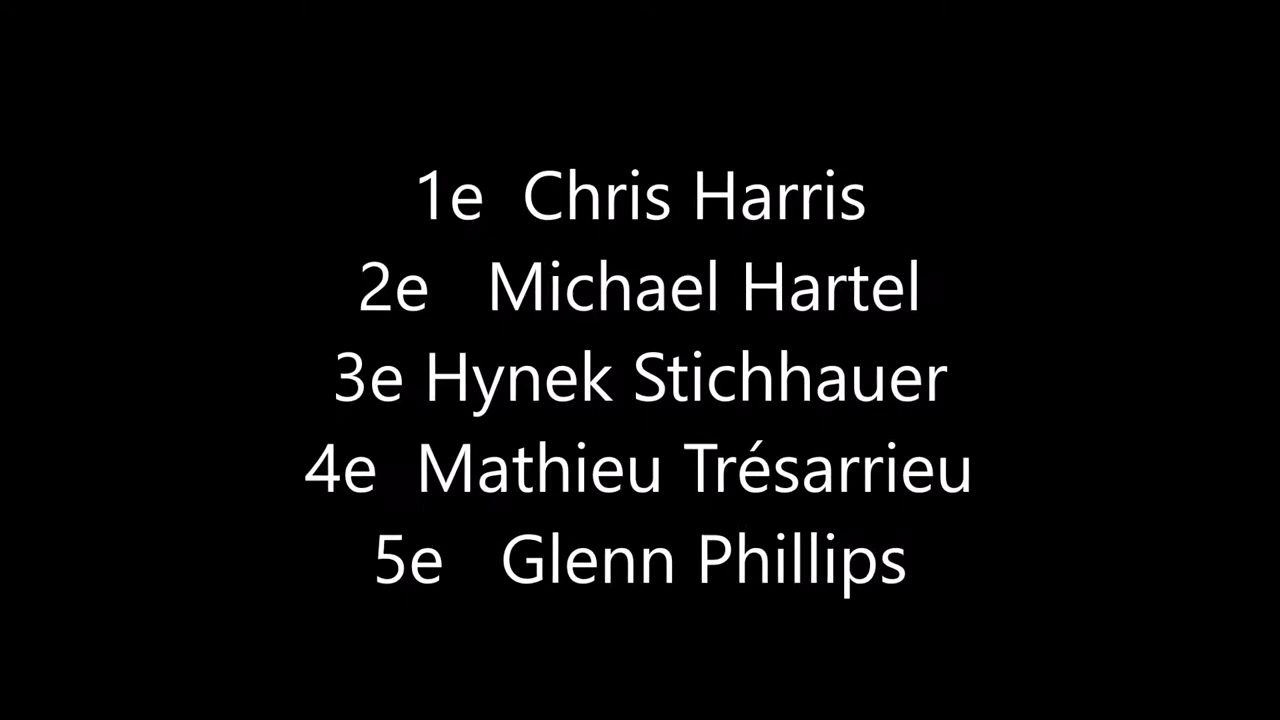 1e Chris Harris
2e Michael Hartel
3e Hynek Stichhauer
4e Mathieu Trésarrieu
5e Glenn Phillips